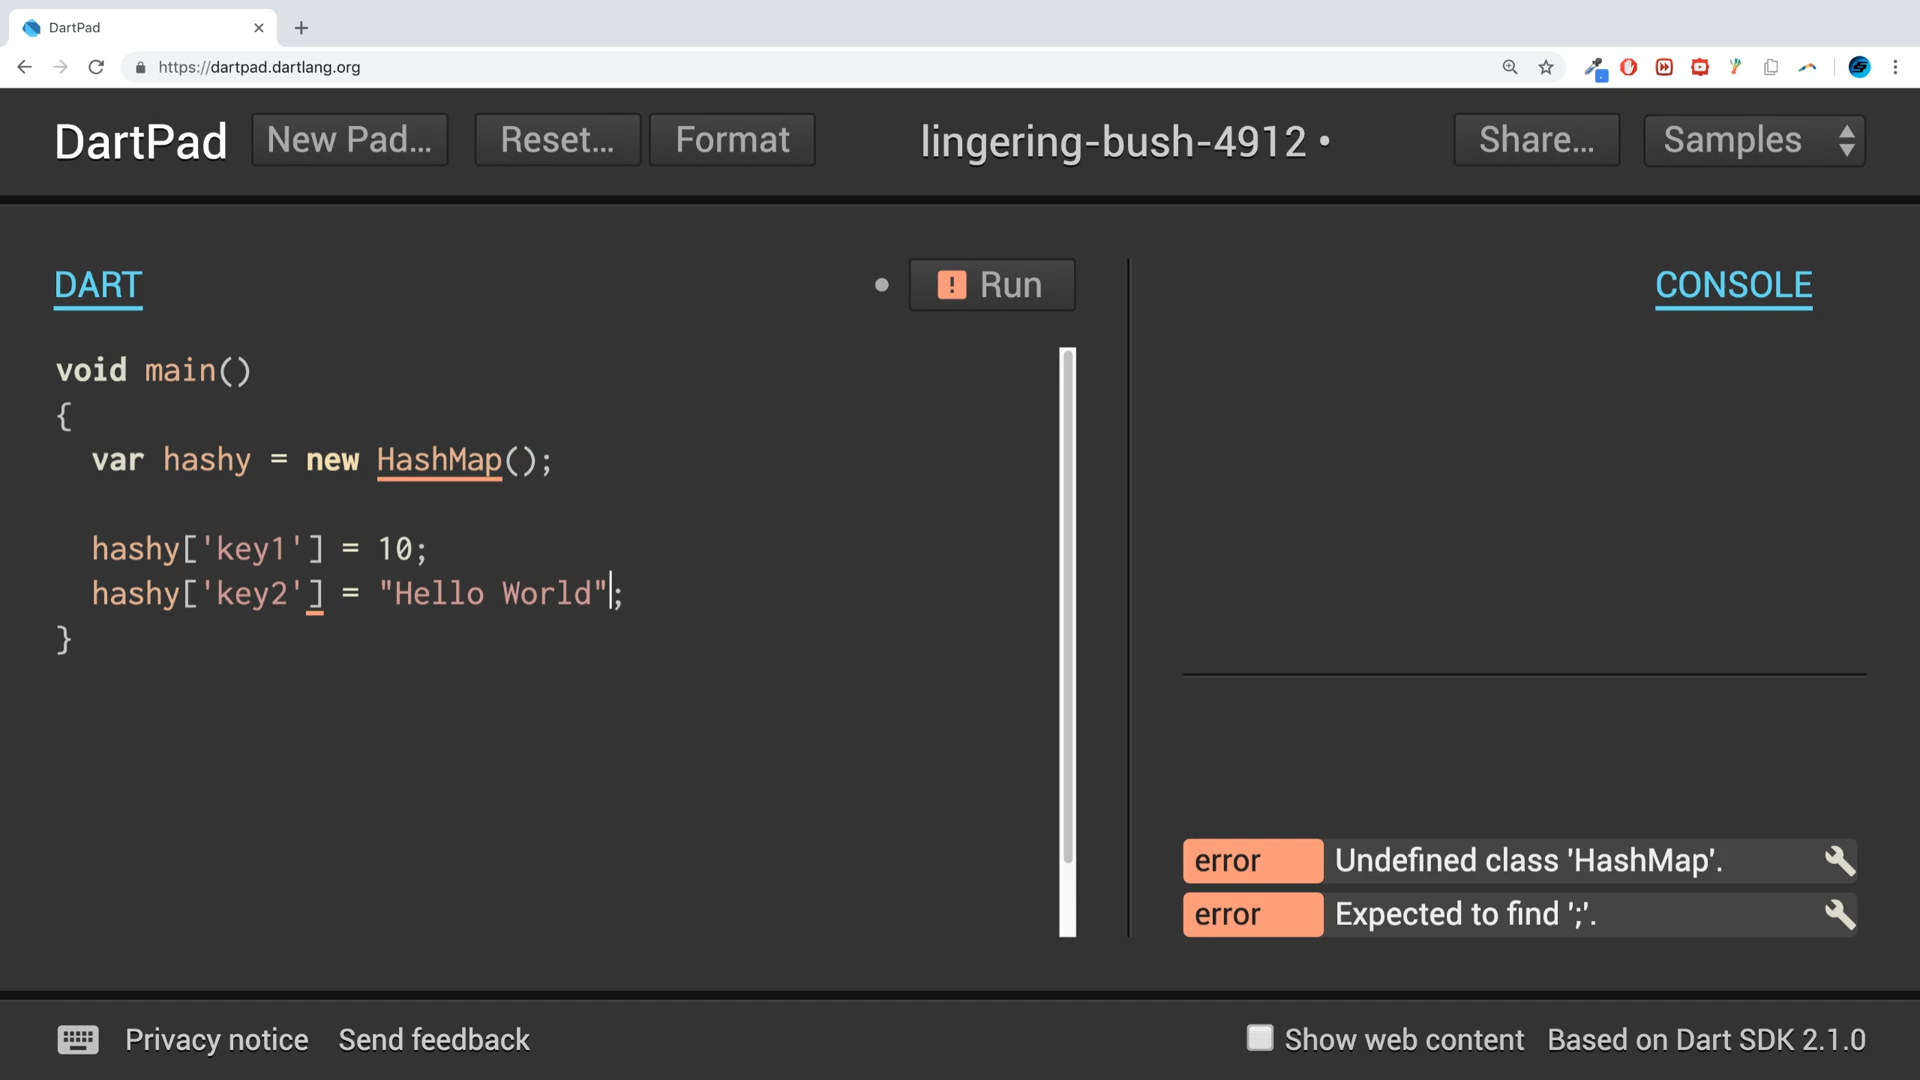 DartPad
https://dartpad.dartlang.org
DartPad
New Pad...
Reset...
Format
lingering-bush-4912 •
Share...
Samples
DART
! Run
CONSOLE
void main()
{
  var hashy = new HashMap();
  hashy['key1'] = 10;
  hashy['key2'] = "Hello World";
}
error Undefined class 'HashMap'.
error Expected to find ';'.
Privacy notice
Send feedback
Show web content
Based on Dart SDK 2.1.0